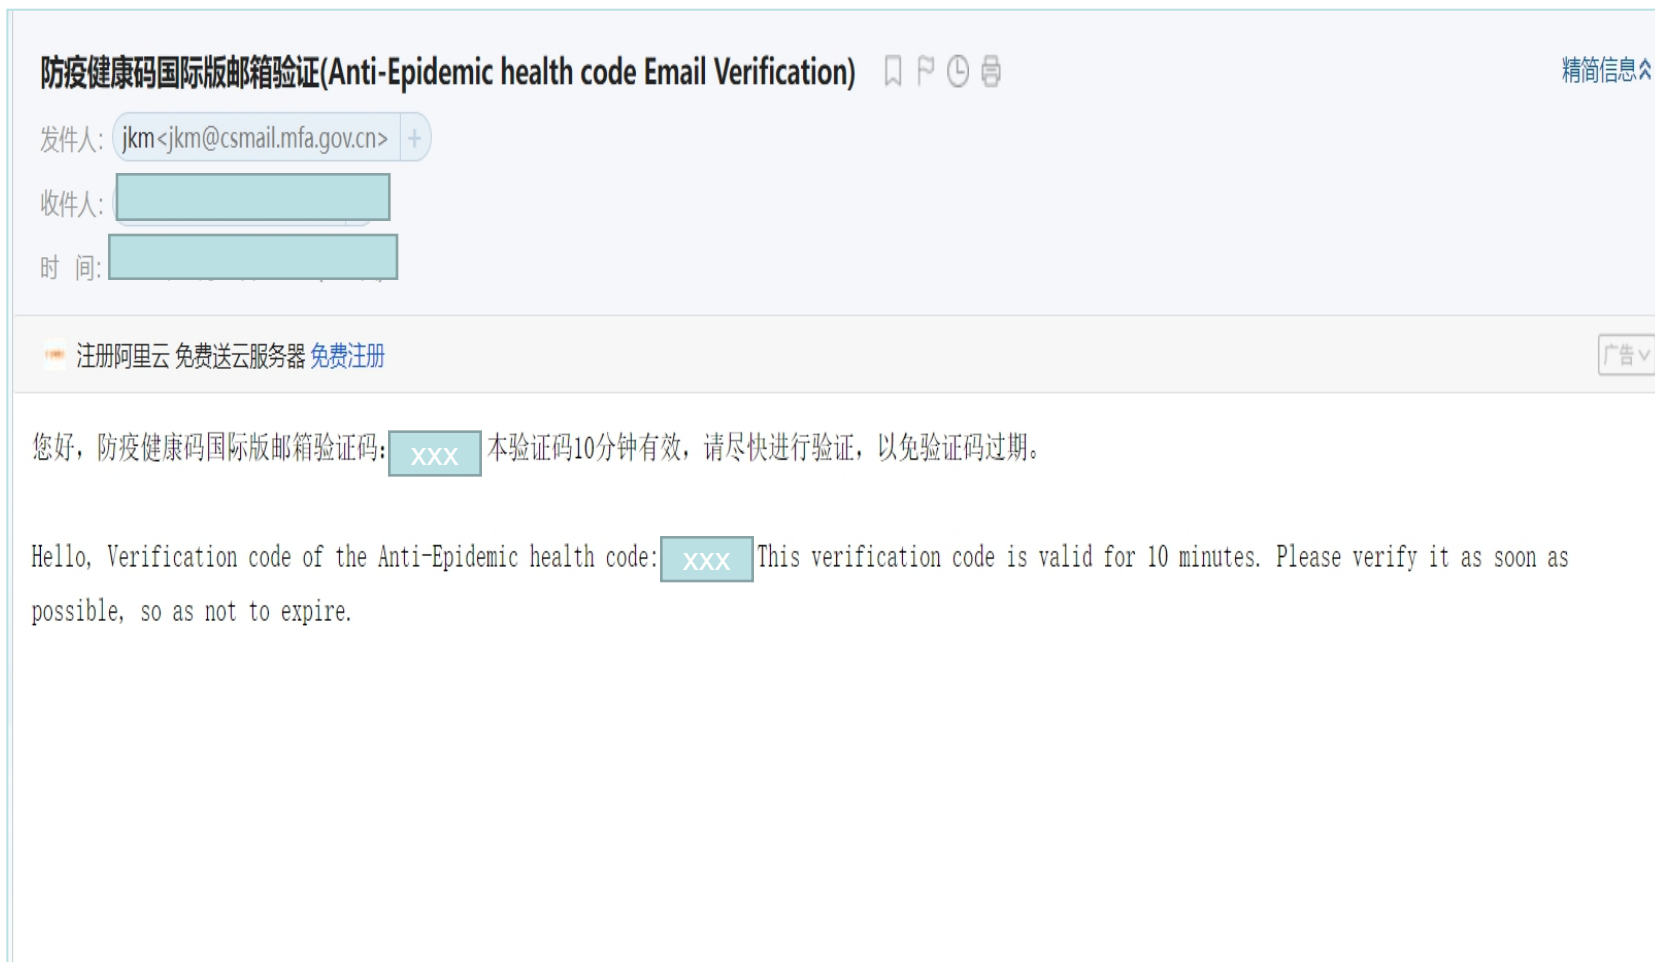 防疫健康码国际版邮箱验证(Anti-Epidemic health code Email Verification)
精简信息
发件人: jkm<jkm@csmail.mfa.gov.cn> +
收件人:
时 间:
注册阿里云 免费送云服务器 免费注册
广告
您好，防疫健康码国际版邮箱验证码: xxx 本验证码10分钟有效，请尽快进行验证，以免验证码过期。
Hello, Verification code of the Anti-Epidemic health code: xxx This verification code is valid for 10 minutes. Please verify it as soon as
possible, so as not to expire.